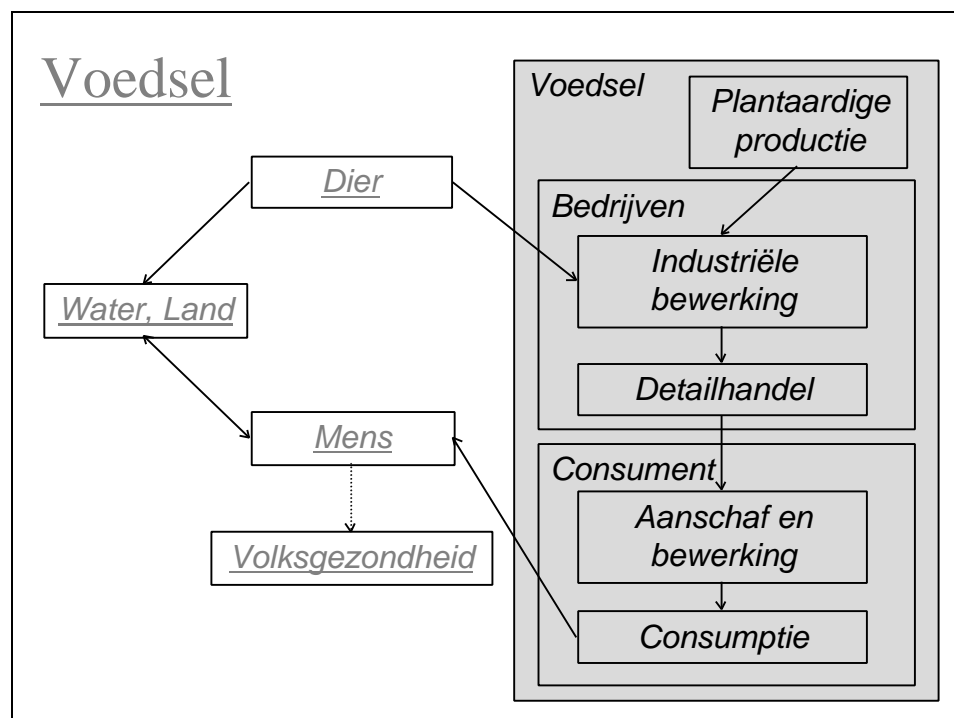 Voedsel
Dier
Water, Land
Mens
Volksgezondheid
Voedsel
Plantaardige
productie
Bedrijven
Industriële
bewerking
Detailhandel
Consument
Aanschaf en
bewerking
Consumptie